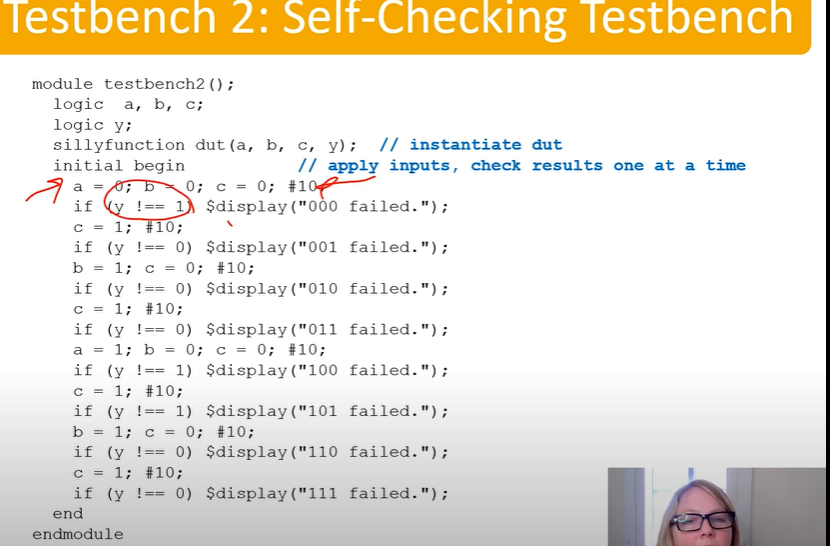 Testbench 2: Self-Checking Testbench
module testbench2();
logic a, b, c;
logic y;
sillyfunction dut(a, b, c, y); // instantiate dut
initial begin // apply inputs, check results one at a time
a = 0; b = 0; c = 0; #10
if (y !== 1) $display("000 failed.");
c = 1; #10;
if (y !== 0) $display("001 failed.");
b = 1; c = 0; #10;
if (y !== 0) $display("010 failed.");
c = 1; #10;
if (y !== 0) $display("011 failed.");
a = 1; b = 0; c = 0; #10;
if (y !== 1) $display("100 failed.");
c = 1; #10;
if (y !== 1) $display("101 failed.");
b = 1; c = 0; #10;
if (y !== 0) $display("110 failed.");
c = 1; #10;
if (y !== 0) $display("111 failed.");
end
endmodule